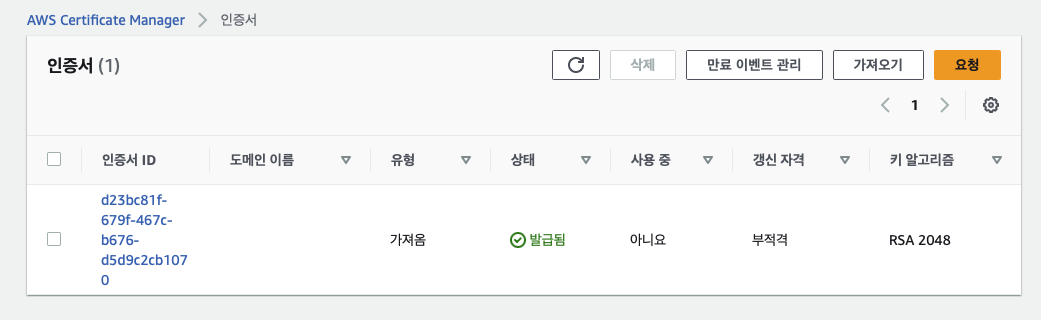 AWS Certificate Manager > 인증서
인증서 (1)
삭제 만료 이벤트 관리 가져오기 요청
1
인증서 ID 도메인 이름 유형 상태 사용 중 갱신 자격 키 알고리즘
d23bc81f-
679f-467c-
b676-
d5d9c2cb107
0
가져옴 발급됨 아니요 부적격 RSA 2048